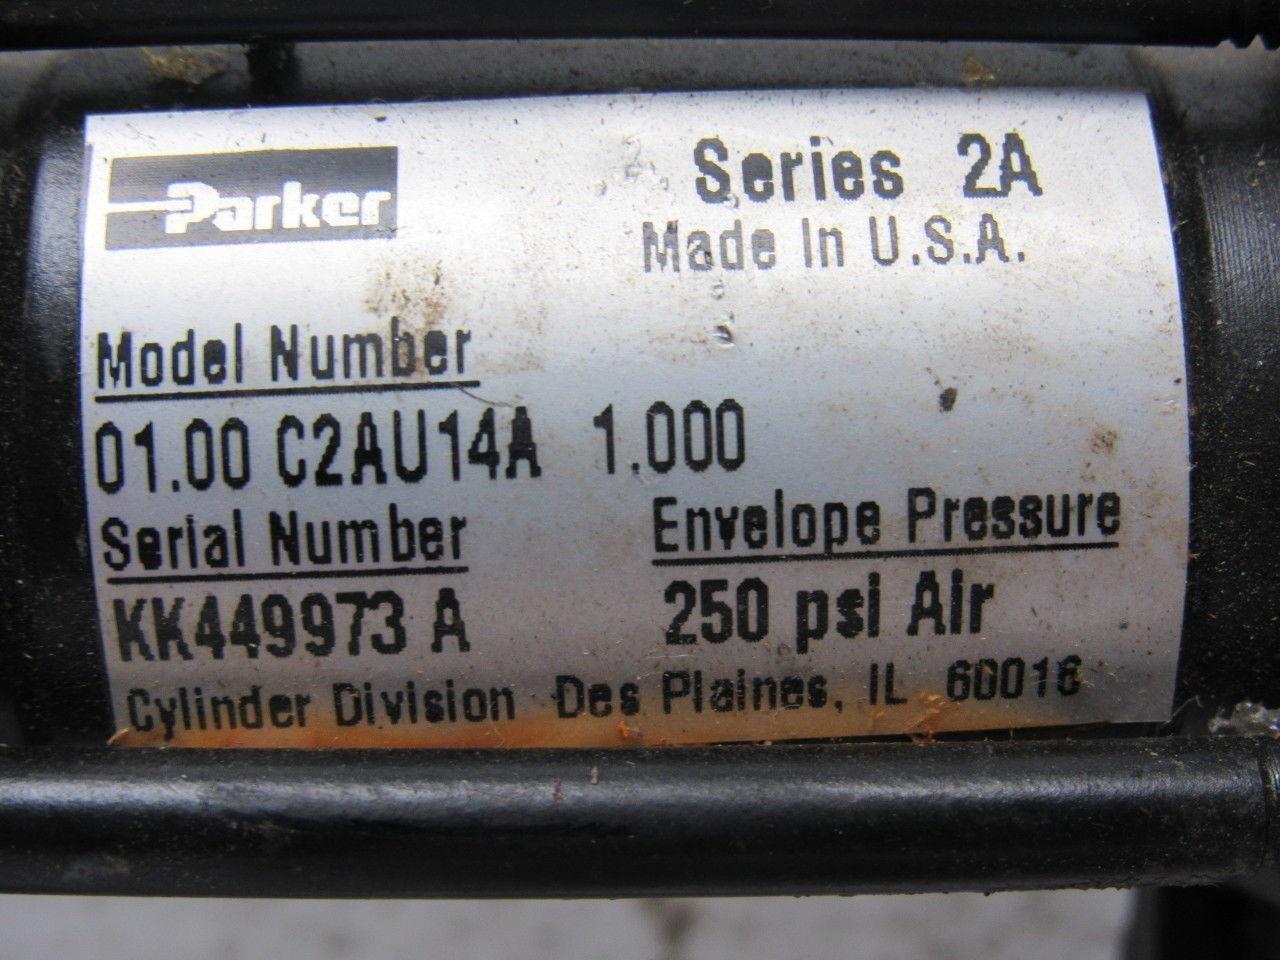 Parker
Series 2A
Made In U.S.A.
Model Number
01.00 C2AU14A 1.000
Serial Number
Envelope Pressure
KK449973 A
250 psi Air
Cylinder Division Des Plaines, IL 60016